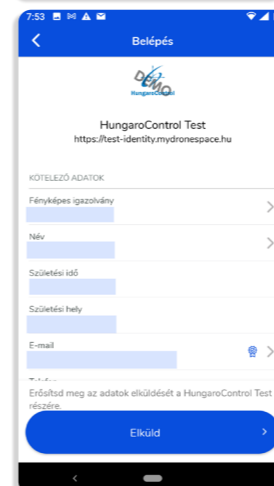 7:53
Belépés
DEMO
HungaroControl
HungaroControl Test
https://test-identity.mydronespace.hu
KÖTELEZŐ ADATOK
Fényképes igazolvány
Név
Születési idő
Születési hely
E-mail
Erősítsd meg az adatok elküldését a HungaroControl Test
részére.
Elküld